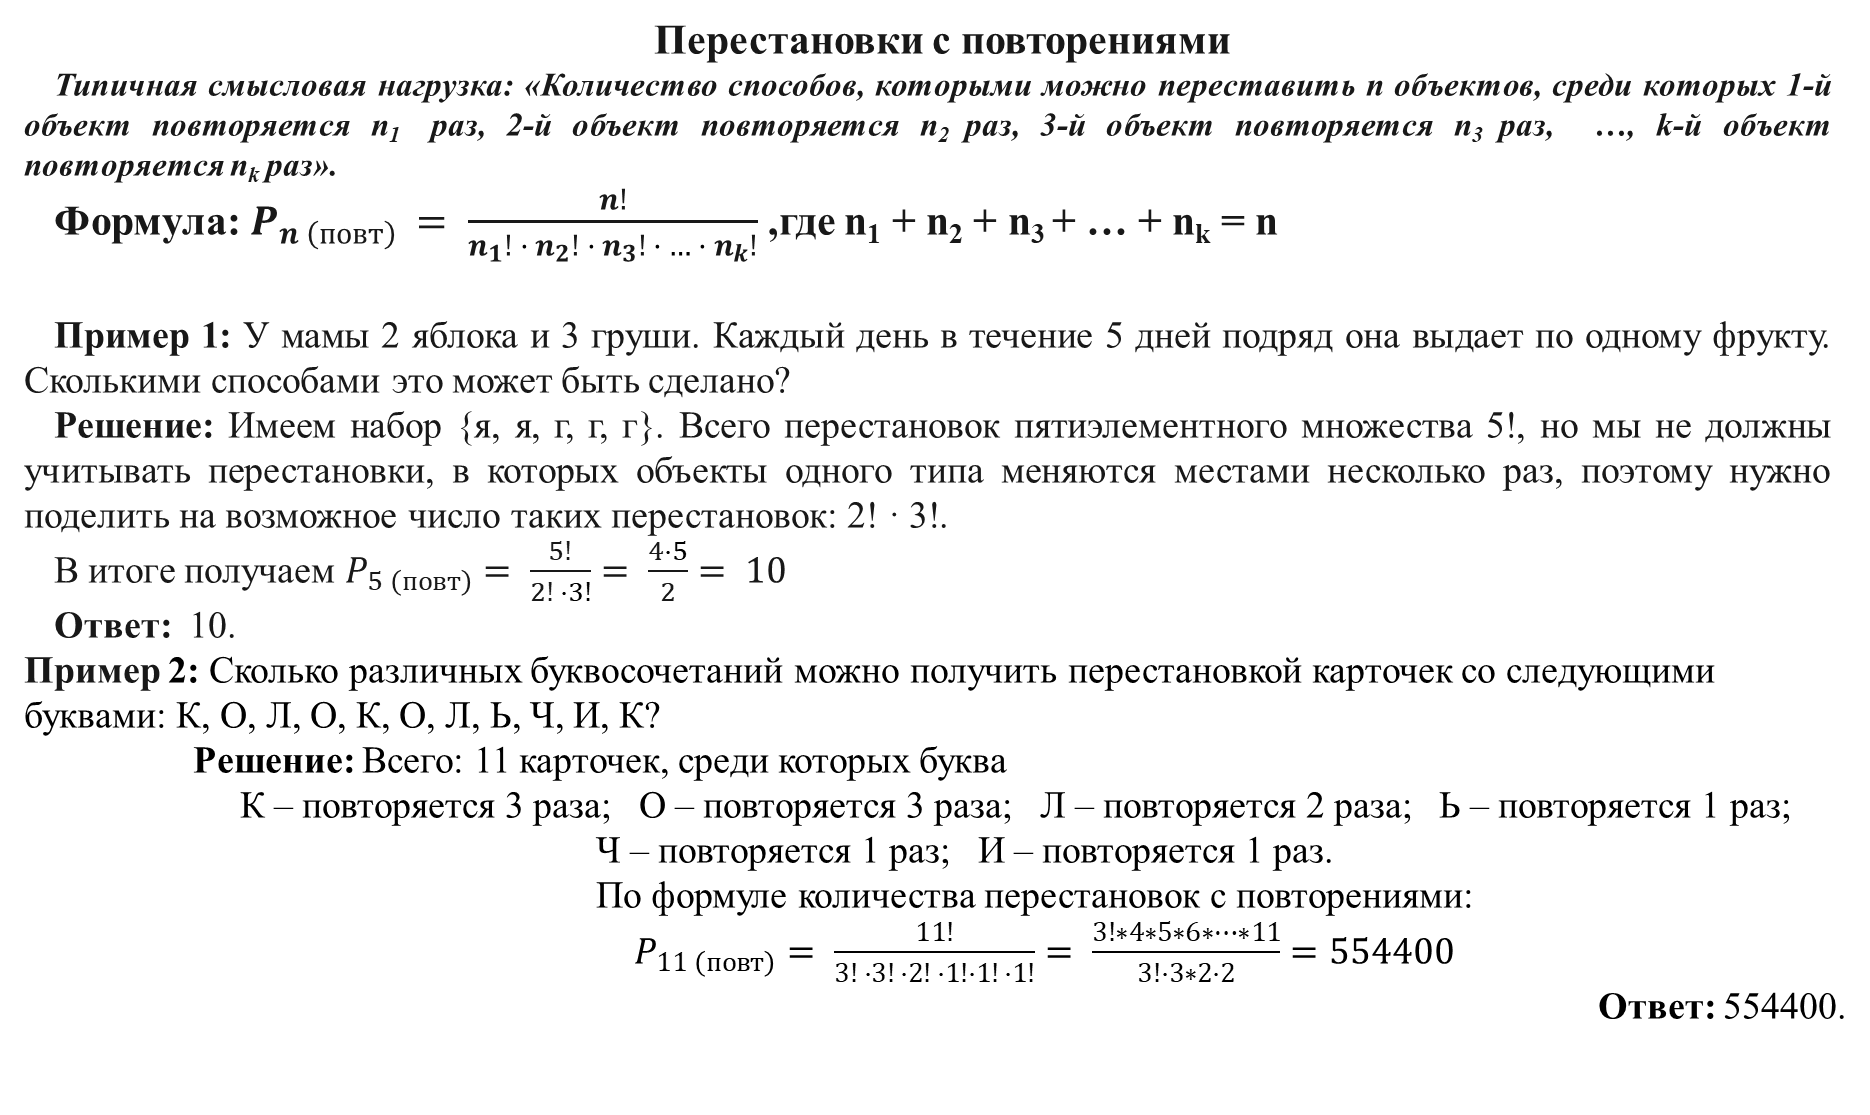 Перестановки с повторениями
Типичная смысловая нагрузка: «Количество способов, которыми можно переставить n объектов, среди которых 1-й
объект повторяется n₁ раз, 2-й объект повторяется n₂ раз, 3-й объект повторяется n₃ раз, …, k-й объект
повторяется nₖ раз».
Формула: Pₙ (повт) = n! / (n₁! · n₂! · n₃! · … · nₖ!) ,где n₁ + n₂ + n₃ + … + nₖ = n
Пример 1: У мамы 2 яблока и 3 груши. Каждый день в течение 5 дней подряд она выдает по одному фрукту.
Сколькими способами это может быть сделано?
Решение: Имеем набор {я, я, г, г, г}. Всего перестановок пятиэлементного множества 5!, но мы не должны
учитывать перестановки, в которых объекты одного типа меняются местами несколько раз, поэтому нужно
поделить на возможное число таких перестановок: 2! · 3!.
В итоге получаем P₅ (повт) = 5! / (2! ·3!) = 4·5 / 2 = 10
Ответ: 10.
Пример 2: Сколько различных буквосочетаний можно получить перестановкой карточек со следующими
буквами: К, О, Л, О, К, О, Л, Ь, Ч, И, К?
Решение: Всего: 11 карточек, среди которых буква
К – повторяется 3 раза; О – повторяется 3 раза; Л – повторяется 2 раза; Ь – повторяется 1 раз;
Ч – повторяется 1 раз; И – повторяется 1 раз.
По формуле количества перестановок с повторениями:
P₁₁ (повт) = 11! / (3! ·3! ·2! ·1!·1! ·1!) = 3!*4*5*6*⋯*11 / (3!·3*2·2) = 554400
Ответ: 554400.